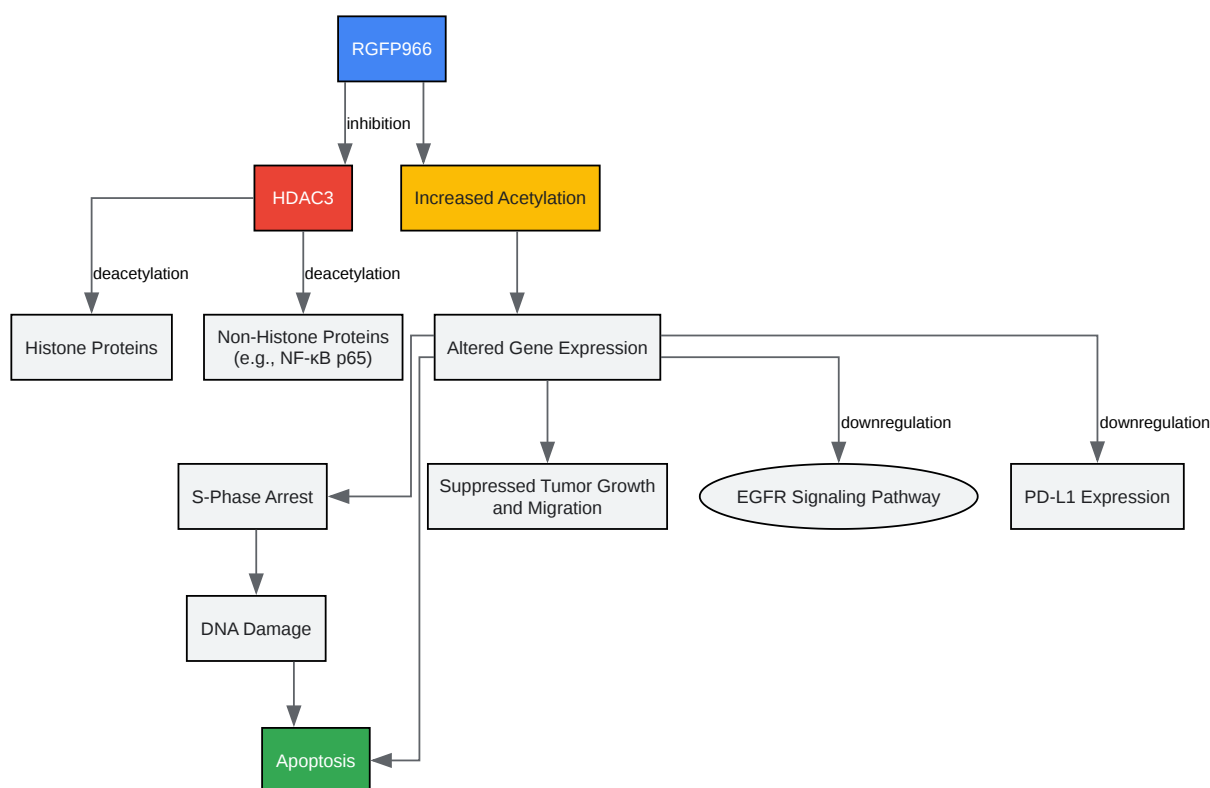 RGFP966
inhibition
HDAC3
Increased Acetylation
deacetylation
deacetylation
Histone Proteins
Non-Histone Proteins
(e.g., NF-κB p65)
Altered Gene Expression
downregulation
downregulation
S-Phase Arrest
Suppressed Tumor Growth
and Migration
EGFR Signaling Pathway
PD-L1 Expression
DNA Damage
Apoptosis